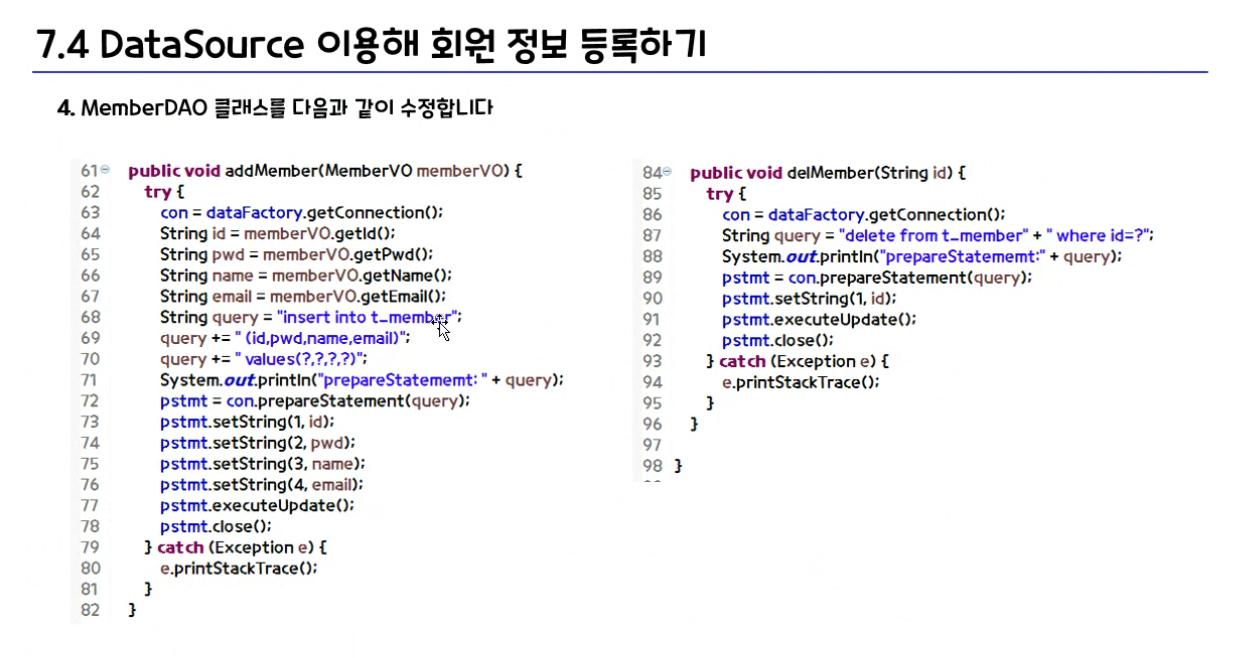 7.4 DataSource 이용해 회원 정보 등록하기
4. MemberDAO 클래스를 다음과 같이 수정합니다
61 public void addMember(MemberVO memberVO) {
62 try {
63 con = dataFactory.getConnection();
64 String id = memberVO.getId();
65 String pwd = memberVO.getPwd();
66 String name = memberVO.getName();
67 String email = memberVO.getEmail();
68 String query = "insert into t_member";
69 query += " (id,pwd,name,email)";
70 query += " values(?,?,?,?)";
71 System.out.println("prepareStatememt: " + query);
72 pstmt = con.prepareStatement(query);
73 pstmt.setString(1, id);
74 pstmt.setString(2, pwd);
75 pstmt.setString(3, name);
76 pstmt.setString(4, email);
77 pstmt.executeUpdate();
78 pstmt.close();
79 } catch (Exception e) {
80 e.printStackTrace();
81 }
82 }
84 public void delMember(String id) {
85 try {
86 con = dataFactory.getConnection();
87 String query = "delete from t_member" + " where id=?";
88 System.out.println("prepareStatememt:" + query);
89 pstmt = con.prepareStatement(query);
90 pstmt.setString(1, id);
91 pstmt.executeUpdate();
92 pstmt.close();
93 } catch (Exception e) {
94 e.printStackTrace();
95 }
96 }
97
98 }